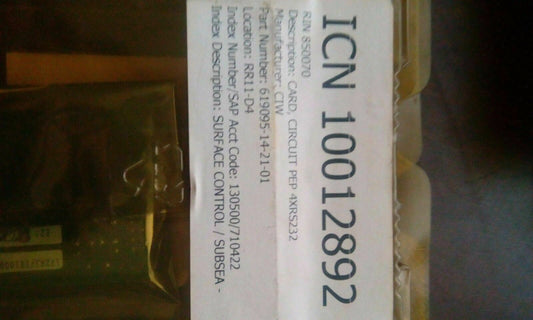 ICN 10012892
RIN 850070
Description: CARD, CIRCUIT PEP 4XRS232
Manufacturer: CIW
Part Number: 619095-14-21-01
Location: RR11-D4
Index Number/SAP Acct Code: 130500/710422
Index Description: SURFACE CONTROL / SUBSEA -